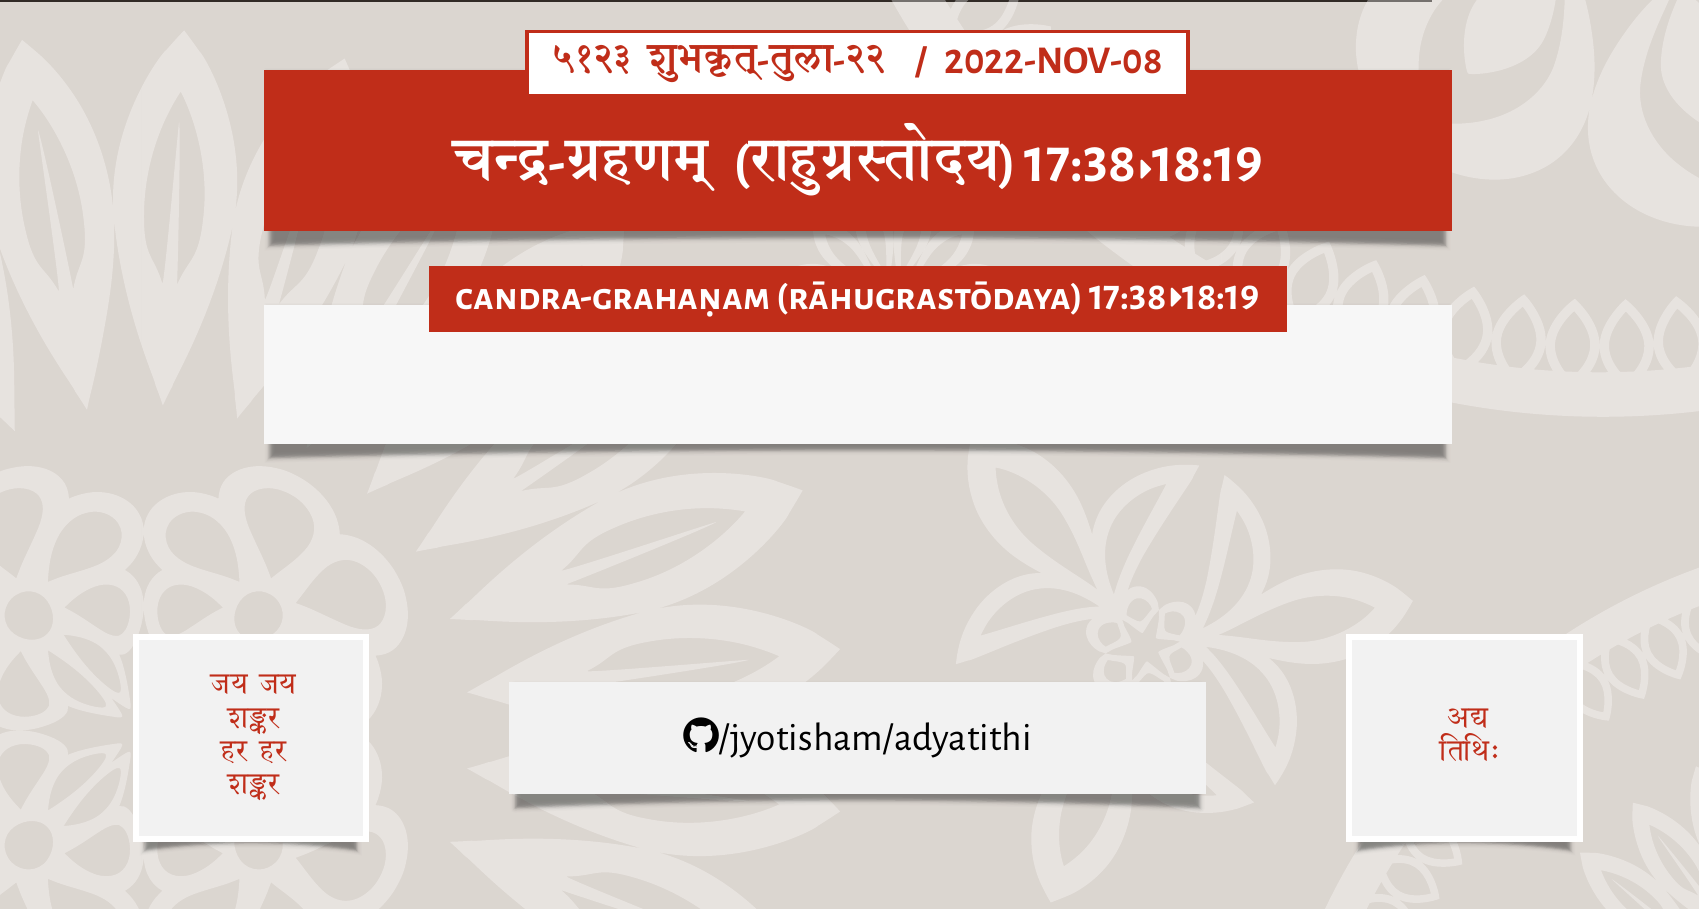 ५१२३ शुभकृत्-तुला-२२ / 2022-NOV-08
चन्द्र-ग्रहणम् (राहुग्रस्तोदय) 17:38▸18:19
CANDRA-GRAHAṆAM (RĀHUGRASTŌDAYA) 17:38▸18:19
जय जय
शङ्कर
हर हर
शङ्कर
/jyotisham/adyatithi
अद्य
तिथिः